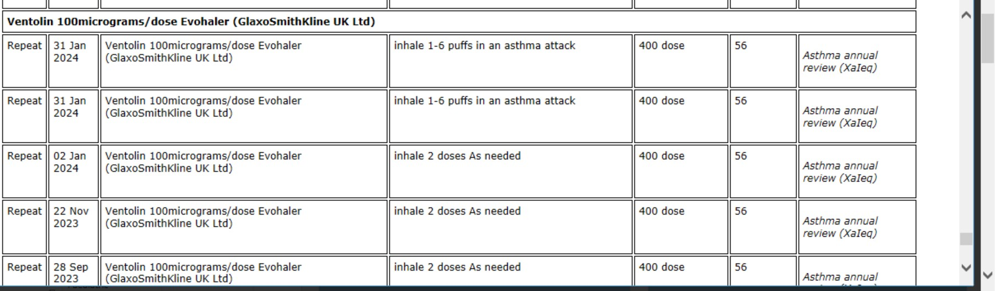 Ventolin 100micrograms/dose Evohaler (GlaxoSmithKline UK Ltd)
Repeat 31 Jan Ventolin 100micrograms/dose Evohaler inhale 1-6 puffs in an asthma attack 400 dose 56 Asthma annual
2024 (GlaxoSmithKline UK Ltd) review (XaIeq)
Repeat 31 Jan Ventolin 100micrograms/dose Evohaler inhale 1-6 puffs in an asthma attack 400 dose 56 Asthma annual
2024 (GlaxoSmithKline UK Ltd) review (XaIeq)
Repeat 02 Jan Ventolin 100micrograms/dose Evohaler inhale 2 doses As needed 400 dose 56 Asthma annual
2024 (GlaxoSmithKline UK Ltd) review (XaIeq)
Repeat 22 Nov Ventolin 100micrograms/dose Evohaler inhale 2 doses As needed 400 dose 56 Asthma annual
2023 (GlaxoSmithKline UK Ltd) review (XaIeq)
Repeat 28 Sep Ventolin 100micrograms/dose Evohaler inhale 2 doses As needed 400 dose 56 Asthma annual
2023 (GlaxoSmithKline UK Ltd)